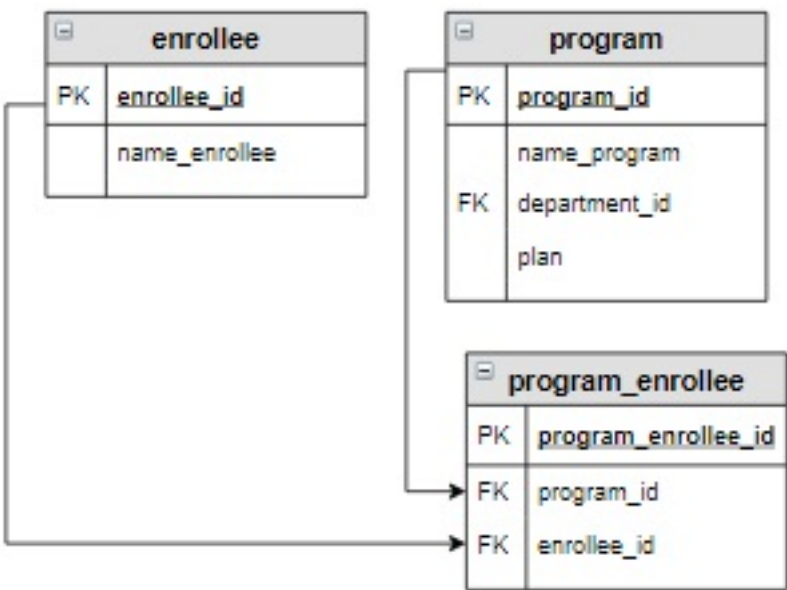 enrollee
PK enrollee_id
name_enrollee
program
PK program_id
name_program
FK department_id
plan
program_enrollee
PK program_enrollee_id
FK program_id
FK enrollee_id